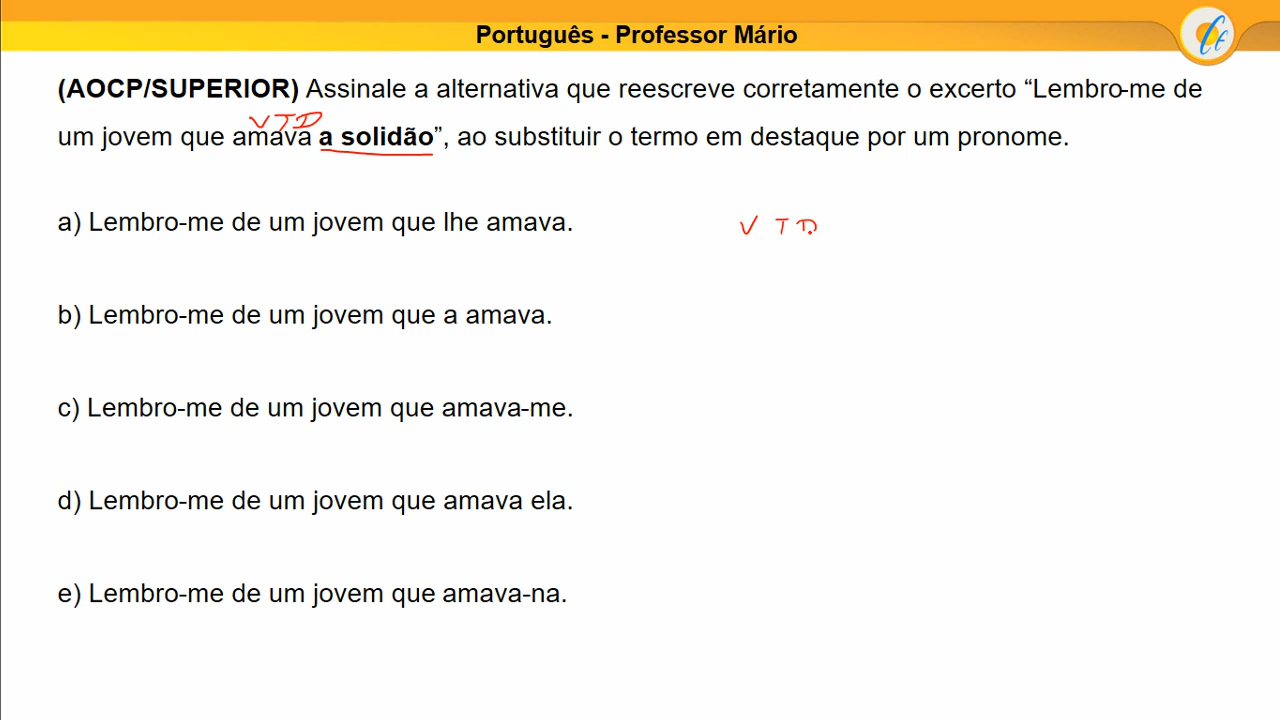 Português - Professor Mário
(AOCP/SUPERIOR) Assinale a alternativa que reescreve corretamente o excerto “Lembro-me de
VTD
um jovem que amava a solidão”, ao substituir o termo em destaque por um pronome.
a) Lembro-me de um jovem que lhe amava.
V T D
b) Lembro-me de um jovem que a amava.
c) Lembro-me de um jovem que amava-me.
d) Lembro-me de um jovem que amava ela.
e) Lembro-me de um jovem que amava-na.